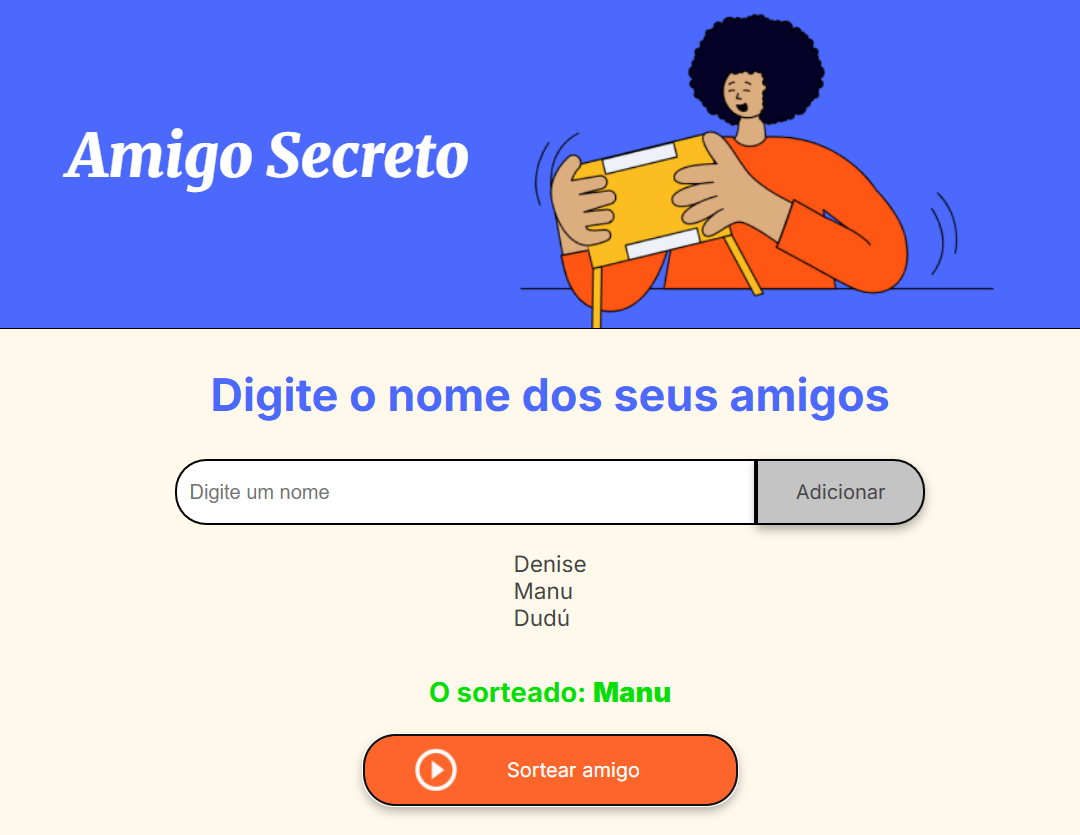 Amigo Secreto
Digite o nome dos seus amigos
Digite um nome
Adicionar
Denise
Manu
Dudú
O sorteado: Manu
Sortear amigo